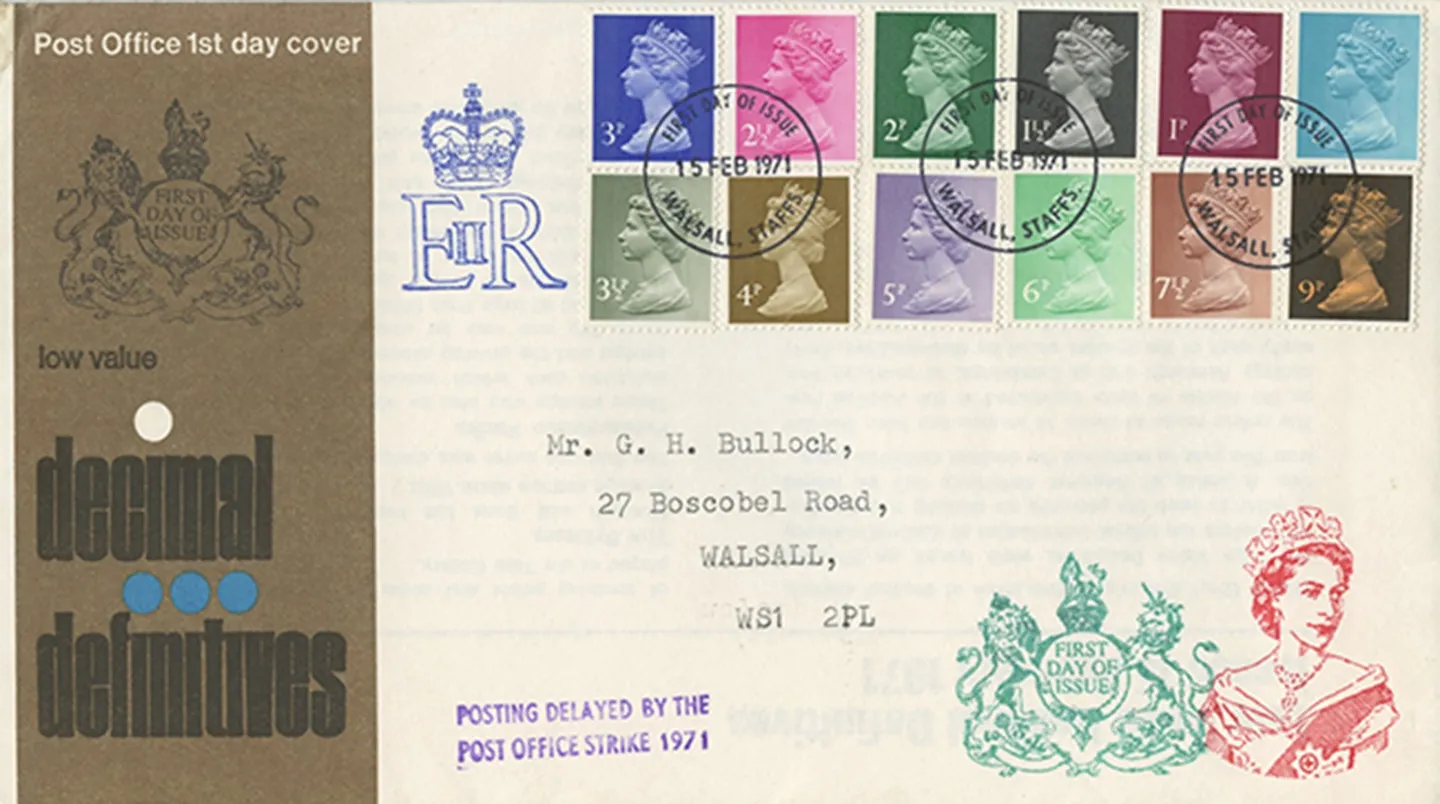 Post Office 1st day cover
FIRST
DAY OF
ISSUE
low value
decimal
definitives
EIIR
3P
2½P
2P
1½P
1P
3½P
4P
5P
6P
7½P
9P
FIRST DAY OF ISSUE
15 FEB 1971
WALSALL, STAFFS.
FIRST DAY OF ISSUE
15 FEB 1971
WALSALL, STAFFS.
FIRST DAY OF ISSUE
15 FEB 1971
WALSALL, STAFFS.
Mr. G. H. Bullock,
27 Boscobel Road,
WALSALL,
WS1 2PL
POSTING DELAYED BY THE
POST OFFICE STRIKE 1971
FIRST
DAY OF
ISSUE